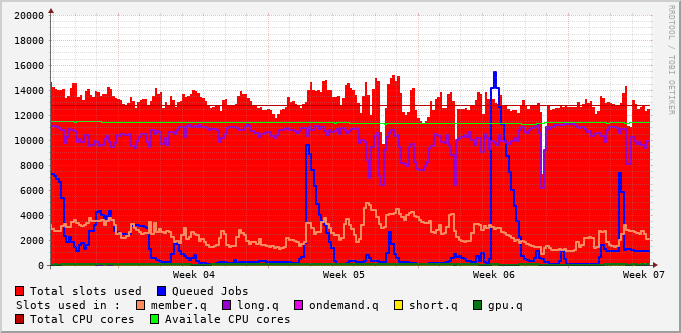 20000
18000
16000
14000
12000
10000
8000
6000
4000
2000
0
Week 04 Week 05 Week 06 Week 07
RRDTOOL / TOBI OETIKER
Total slots used Queued Jobs
Slots used in : member.q long.q ondemand.q short.q gpu.q
Total CPU cores Availale CPU cores